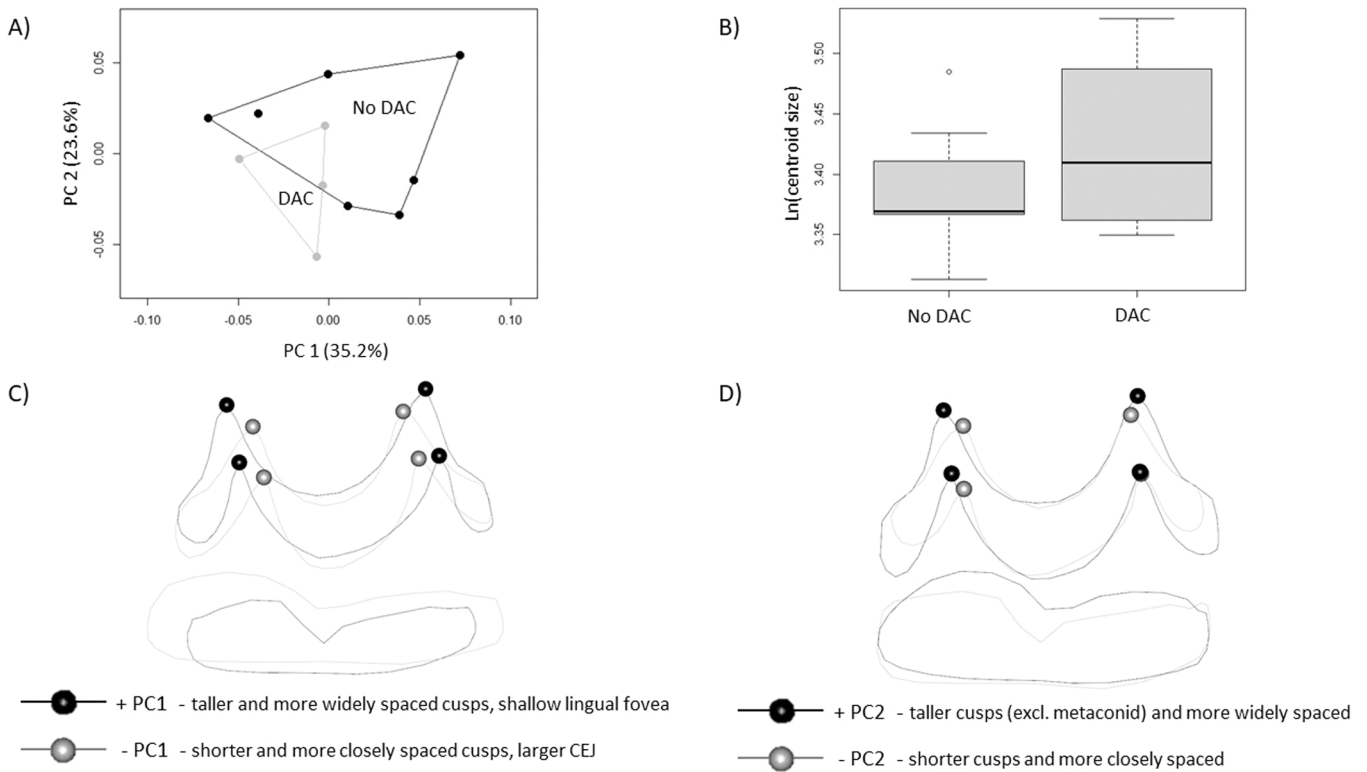 A)
PC 2 (23.6%)
0.05
0.00
-0.05
No DAC
DAC
-0.10
-0.05
0.00
0.05
0.10
PC 1 (35.2%)
B)
Ln(centroid size)
3.50
3.45
3.40
3.35
No DAC
DAC
C)
+ PC1 - taller and more widely spaced cusps, shallow lingual fovea
- PC1 - shorter and more closely spaced cusps, larger CEJ
D)
+ PC2 - taller cusps (excl. metaconid) and more widely spaced
- PC2 - shorter cusps and more closely spaced